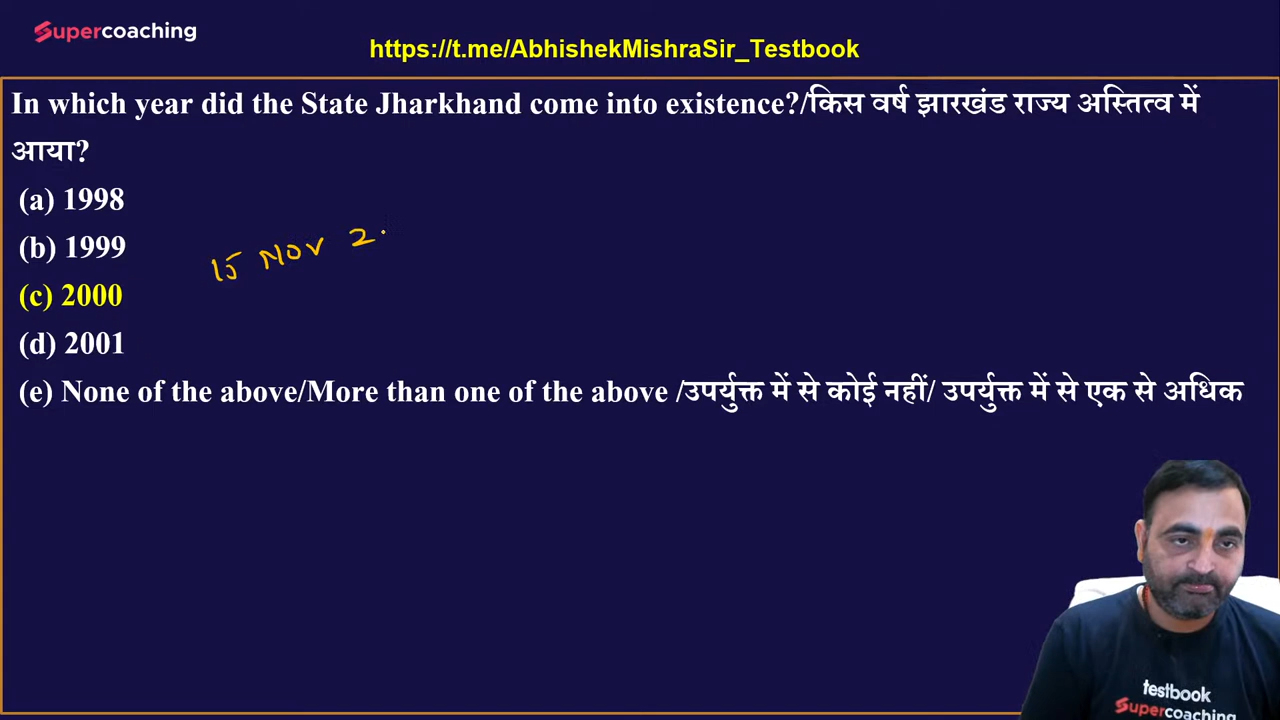 Supercoaching
https://t.me/AbhishekMishraSir_Testbook
In which year did the State Jharkhand come into existence?/किस वर्ष झारखंड राज्य अस्तित्व में
आया?
(a) 1998
(b) 1999
15 Nov 2
(c) 2000
(d) 2001
(e) None of the above/More than one of the above /उपर्युक्त में से कोई नहीं/ उपर्युक्त में से एक से अधिक
testbook
Supercoaching